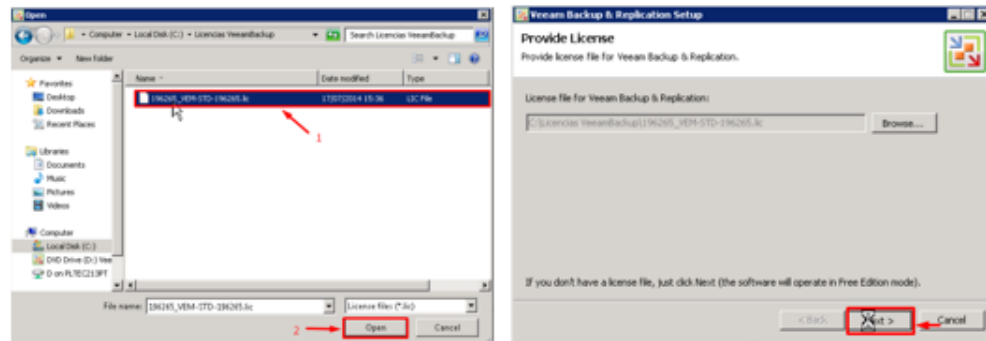 Open
Computer
Local Disk (C:)
Licencias VeeamBackup
Search Licencias VeeamBackup
Organize
New folder
Favorites
Desktop
Downloads
Recent Places
Libraries
Documents
Music
Pictures
Videos
Computer
Local Disk (C:)
DVD Drive (D:) Vee
D on PLTEC213PT
Name
Date modified
Type
196265_VEM-STD-196265.lic
17/07/2014 15:36
LIC File
1
File name:
196265_VEM-STD-196265.lic
License files (*.lic)
2
Open
Cancel
Veeam Backup & Replication Setup
Provide License
Provide license file for Veeam Backup & Replication.
License file for Veeam Backup & Replication:
C:\Licencias VeeamBackup\196265_VEM-STD-196265.lic
Browse...
If you don't have a license file, just click Next (the software will operate in Free Edition mode).
< Back
Next >
Cancel